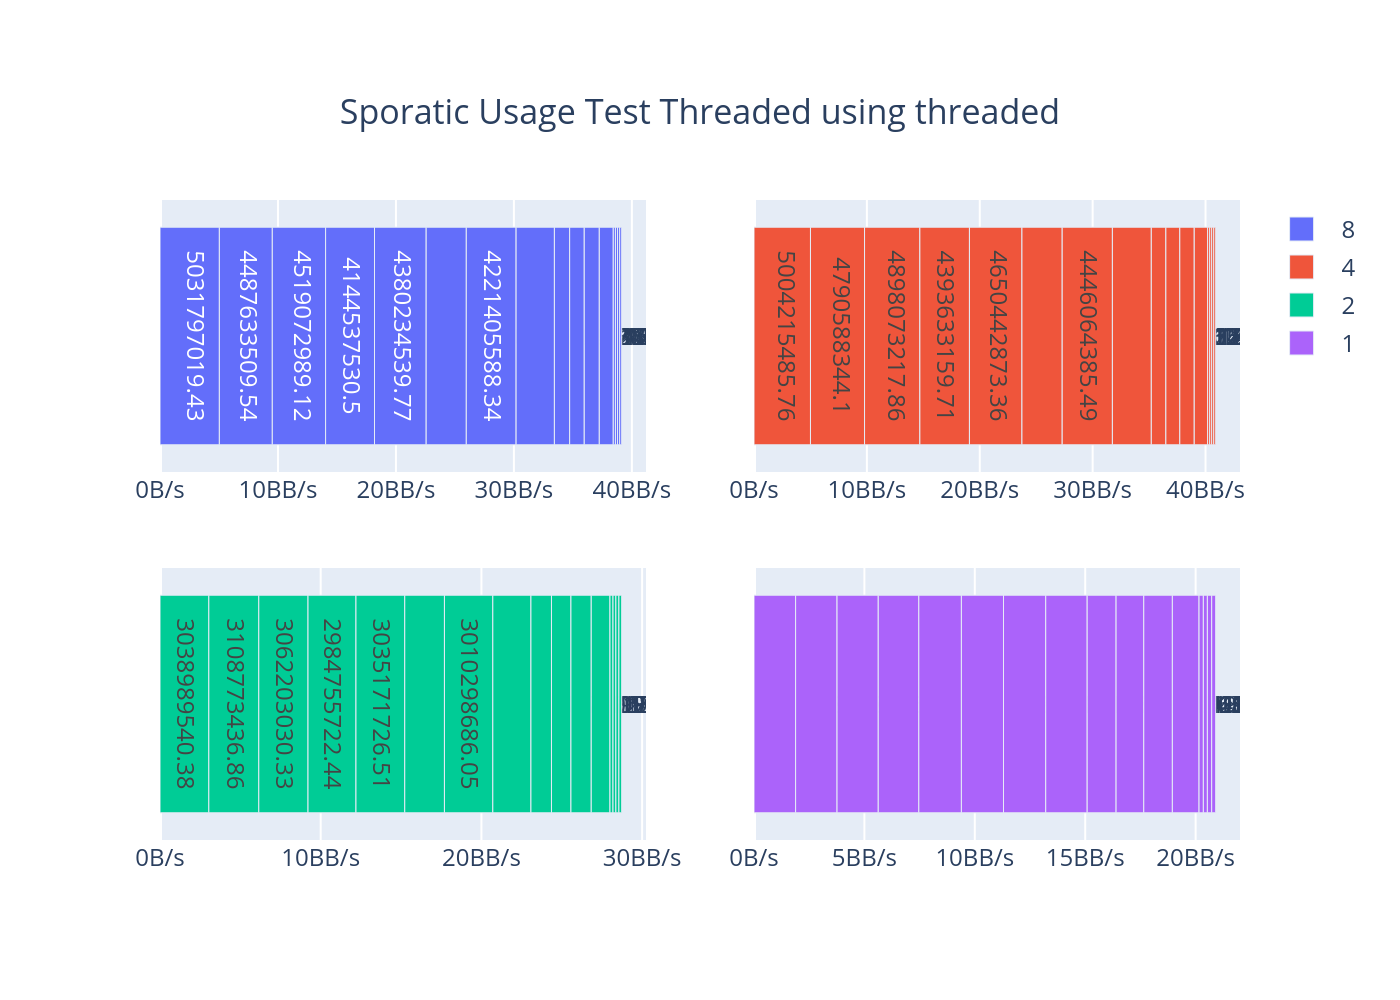 Sporatic Usage Test Threaded using threaded
5031797019.43
4487633509.54
4519072989.12
4144537530.5
4380234539.77
4221405588.34
0B/s
10BB/s
20BB/s
30BB/s
40BB/s
5004215485.76
4790588344.1
4898073217.86
4393633159.71
4650442873.36
4446064385.49
0B/s
10BB/s
20BB/s
30BB/s
40BB/s
8
4
2
1
3038989540.38
3108773436.86
3062203030.33
2984755722.44
3035171726.51
3010298686.05
0B/s
10BB/s
20BB/s
30BB/s
0B/s
5BB/s
10BB/s
15BB/s
20BB/s